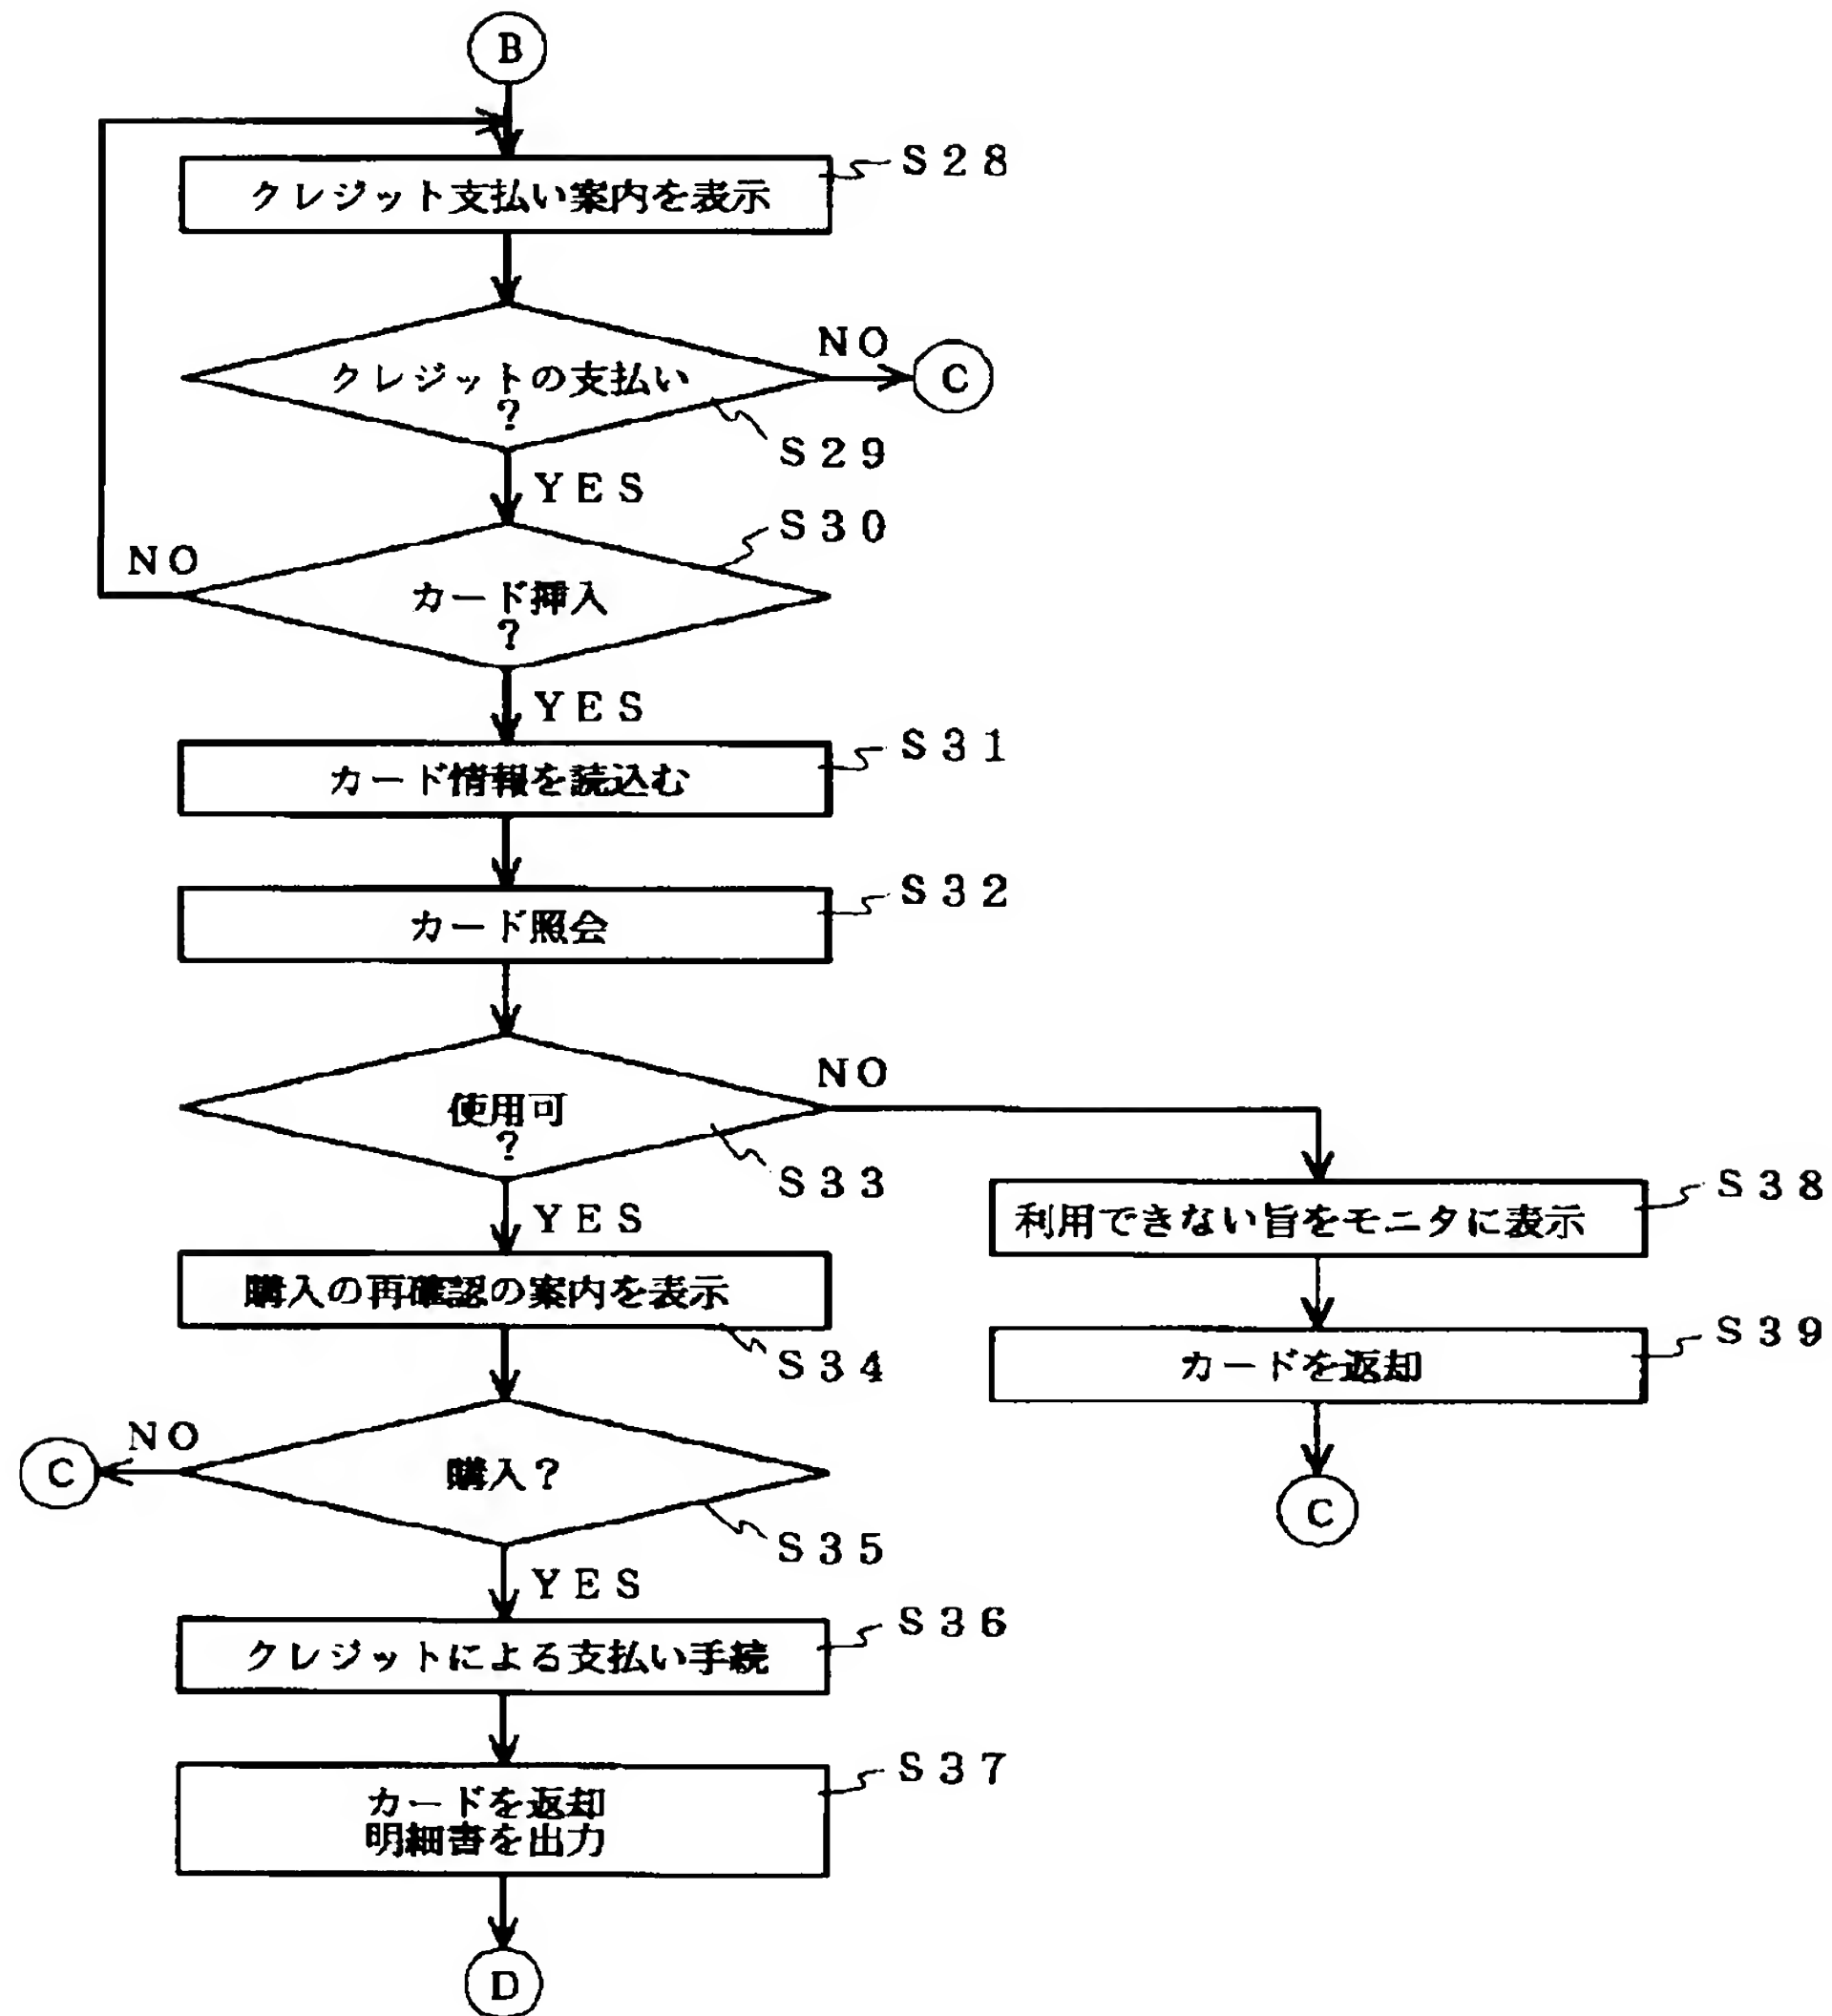 B
S28
クレジット支払い案内を表示
NO
クレジットの支払い
?
C
S29
YES
S30
NO
カード挿入
?
YES
S31
カード情報を読込む
S32
カード照会
NO
使用可
?
S33
YES
S38
利用できない旨をモニタに表示
購入の再確認の案内を表示
S34
S39
カードを返却
NO
C
購入?
C
S35
YES
S36
クレジットによる支払い手続
S37
カードを返却
明細書を出力
D